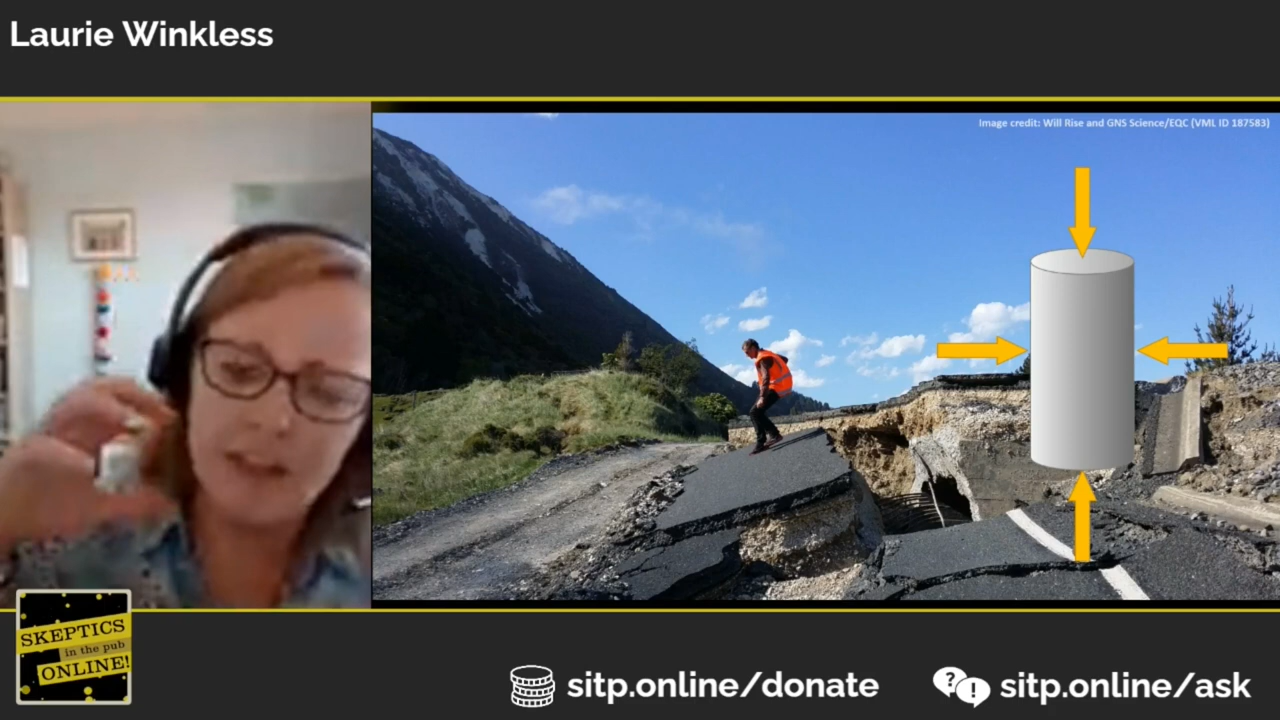 Laurie Winkless
Image credit: Will Rise and GNS Science/EQC (VML ID 187583)
SKEPTICS
in the pub
ONLINE!
sitp.online/donate
? !
sitp.online/ask